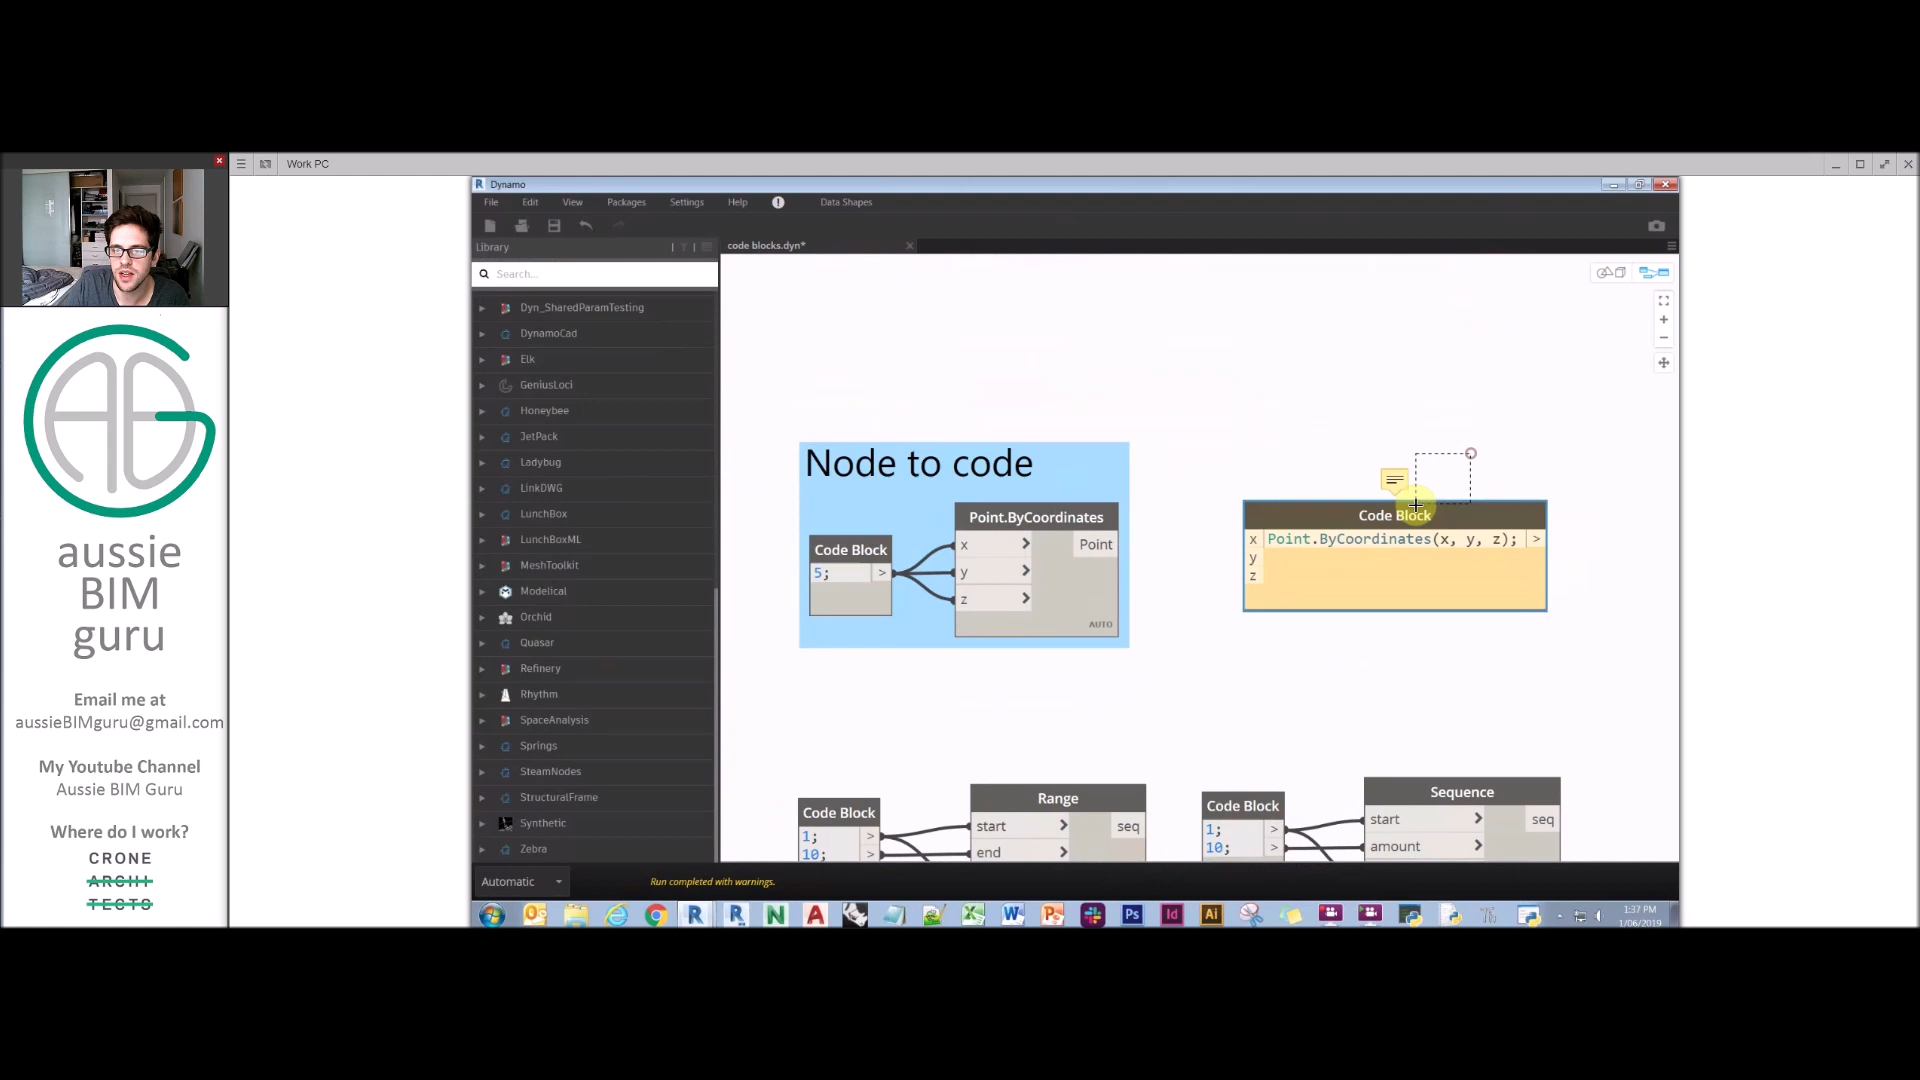 Work PC
Dynamo
File Edit View Packages Settings Help Data Shapes
Library
code blocks.dyn*
Search...
Dyn_SharedParamTesting
DynamoCad
Elk
GeniusLoci
Honeybee
JetPack
Ladybug
LinkDWG
LunchBox
LunchBoxML
MeshToolkit
Modelical
Orchid
Quasar
Refinery
Rhythm
SpaceAnalysis
Springs
SteamNodes
StructuralFrame
Synthetic
Zebra
Node to code
Code Block
5; >
Point.ByCoordinates
x > Point
y >
z >
AUTO
Code Block
x Point.ByCoordinates(x, y, z); >
y
z
Code Block
1; >
10; >
Range
start > seq
end >
Code Block
1; >
10; >
Sequence
start > seq
amount >
Automatic
Run completed with warnings.
1:37 PM
1/06/2019
aussie
BIM
guru
Email me at
aussieBIMguru@gmail.com
My Youtube Channel
Aussie BIM Guru
Where do I work?
CRONE
ARCHI
TECTS